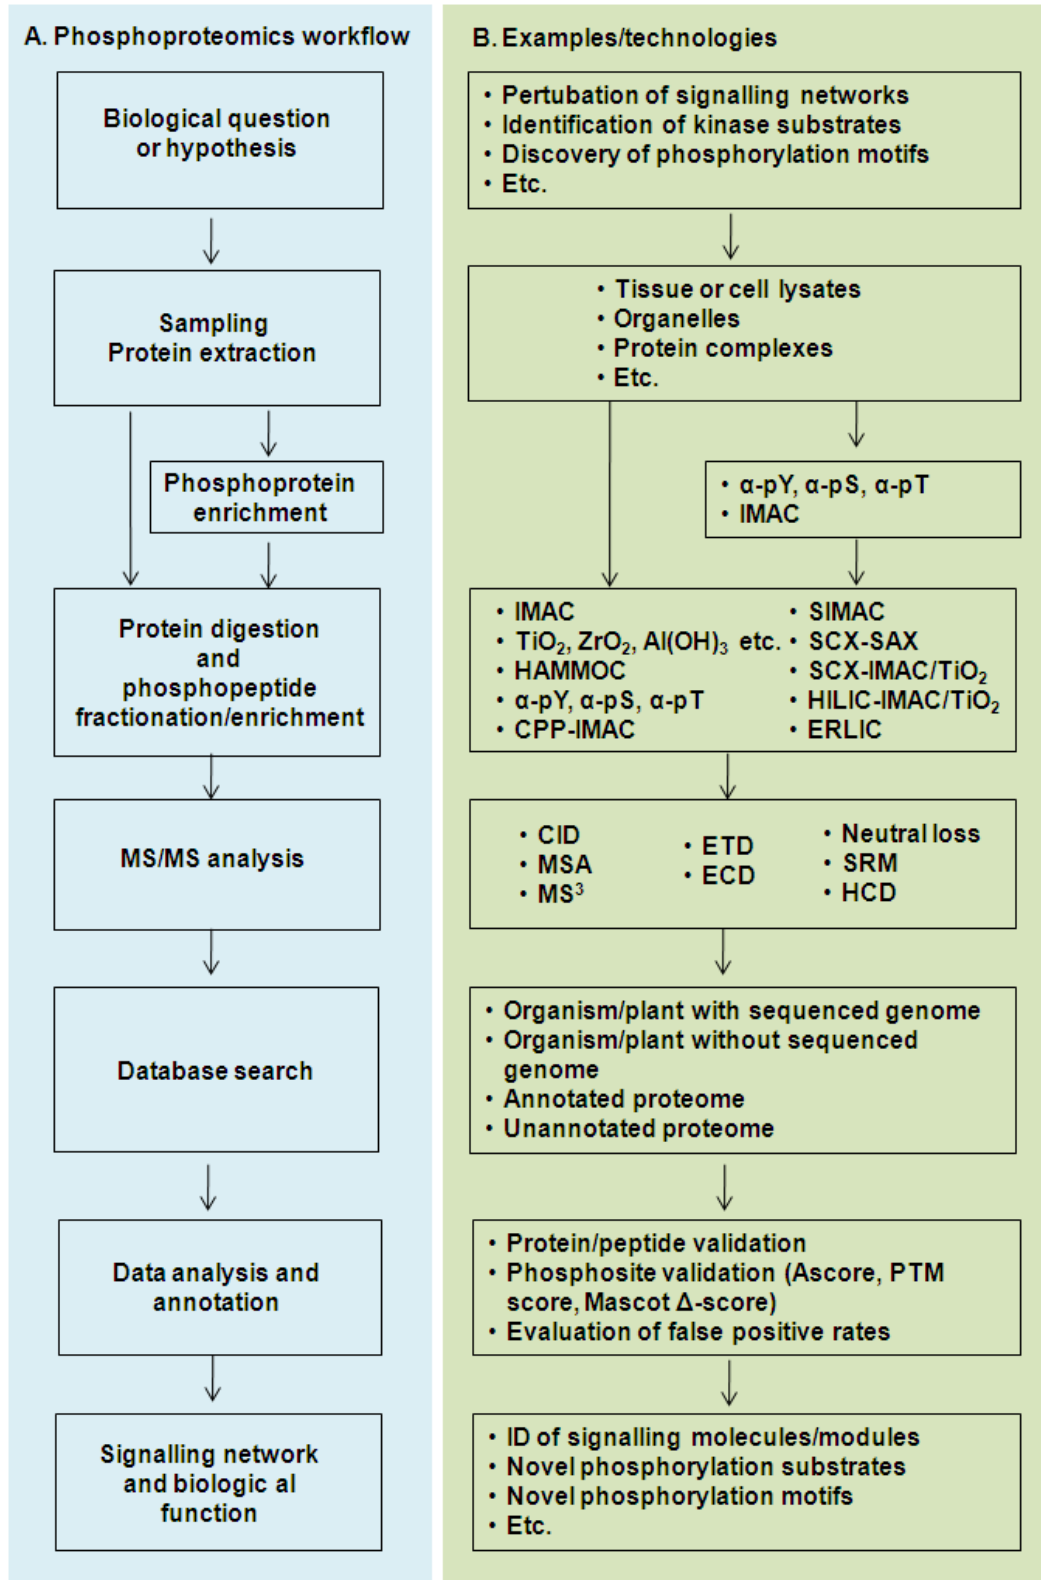 A. Phosphoproteomics workflow
Biological question
or hypothesis
Sampling
Protein extraction
Phosphoprotein
enrichment
Protein digestion
and
phosphopeptide
fractionation/enrichment
MS/MS analysis
Database search
Data analysis and
annotation
Signalling network
and biologic al
function
B. Examples/technologies
• Pertubation of signalling networks
• Identification of kinase substrates
• Discovery of phosphorylation motifs
• Etc.
• Tissue or cell lysates
• Organelles
• Protein complexes
• Etc.
• α-pY, α-pS, α-pT
• IMAC
• IMAC
• TiO₂, ZrO₂, Al(OH)₃ etc.
• HAMMOC
• α-pY, α-pS, α-pT
• CPP-IMAC
• SIMAC
• SCX-SAX
• SCX-IMAC/TiO₂
• HILIC-IMAC/TiO₂
• ERLIC
• CID
• MSA
• MS³
• ETD
• ECD
• Neutral loss
• SRM
• HCD
• Organism/plant with sequenced genome
• Organism/plant without sequenced
genome
• Annotated proteome
• Unannotated proteome
• Protein/peptide validation
• Phosphosite validation (Ascore, PTM
score, Mascot Δ-score)
• Evaluation of false positive rates
• ID of signalling molecules/modules
• Novel phosphorylation substrates
• Novel phosphorylation motifs
• Etc.